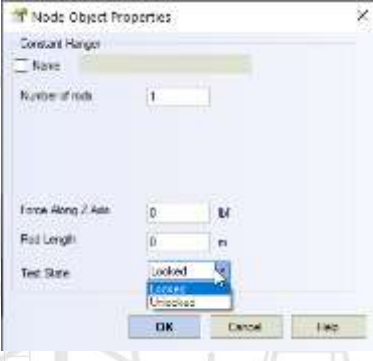 Node Object Properties
Constant Hanger
Name
Number of rods 1
Force Along Z Axis 0 lbf
Rod Length 0 in
Test State Locked
Locked
Unlocked
OK Cancel Help